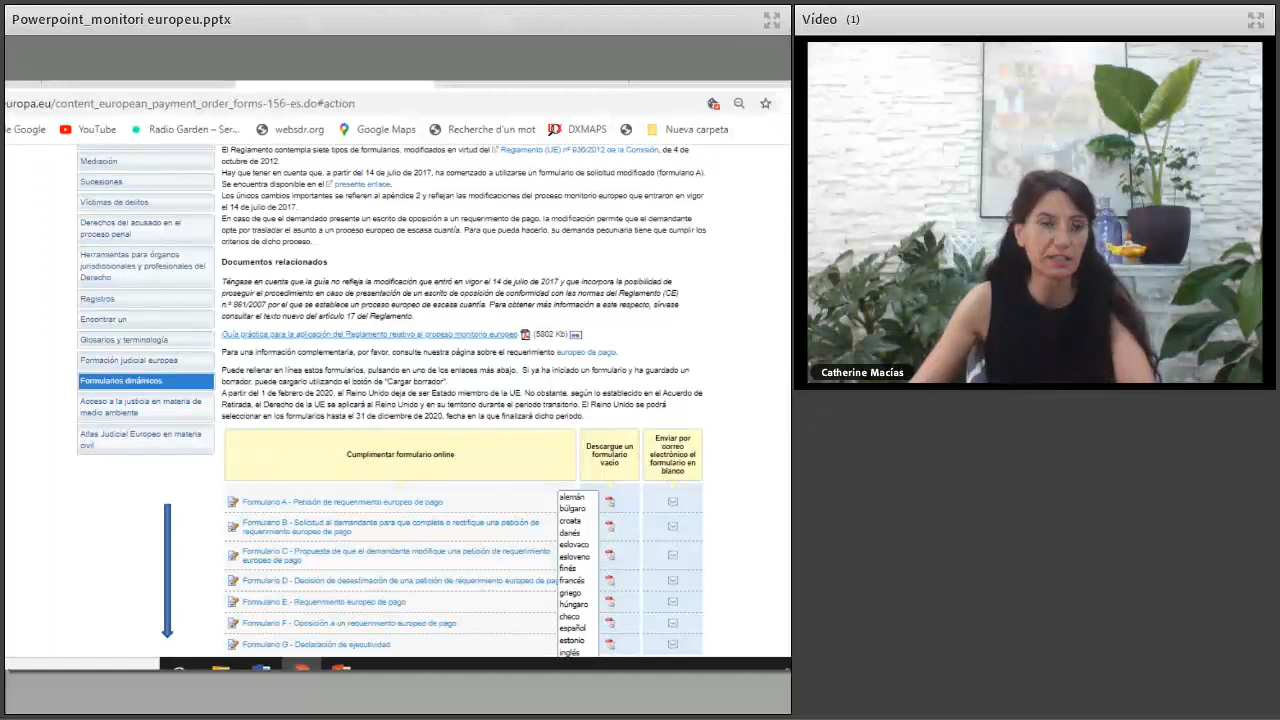 Powerpoint_monitori europeu.pptx
Vídeo (1)
europa.eu/content_european_payment_order_forms-156-es.do#action
de Google
YouTube
Radio Garden – Ser...
websdr.org
Google Maps
Recherche d'un mot
DXMAPS
Nueva carpeta
Mediación
Sucesiones
Víctimas de delitos
Derechos del acusado en el
proceso penal
Herramientas para órganos
jurisdiccionales y profesionales del
Derecho
Registros
Encontrar un
Glosarios y terminología
Formación judicial europea
Formularios dinámicos
Acceso a la justicia en materia de
medio ambiente
Atlas Judicial Europeo en materia
civil
El Reglamento contempla siete tipos de formularios, modificados en virtud del Reglamento (UE) nº 936/2012 de la Comisión, de 4 de
octubre de 2012.
Hay que tener en cuenta que, a partir del 14 de julio de 2017, ha comenzado a utilizarse un formulario de solicitud modificado (formulario A).
Se encuentra disponible en el presente enlace.
Los únicos cambios importantes se refieren al apéndice 2 y reflejan las modificaciones del proceso monitorio europeo que entraron en vigor
el 14 de julio de 2017.
En caso de que el demandado presente un escrito de oposición a un requerimiento de pago, la modificación permite que el demandante
opte por trasladar el asunto a un proceso europeo de escasa cuantía. Para que pueda hacerlo, su demanda pecuniaria tiene que cumplir los
criterios de dicho proceso.
Documentos relacionados
Téngase en cuenta que la guía no refleja la modificación que entró en vigor el 14 de julio de 2017 y que incorpora la posibilidad de
proseguir el procedimiento en caso de presentación de un escrito de oposición de conformidad con las normas del Reglamento (CE)
n.º 861/2007 por el que se establece un proceso europeo de escasa cuantía. Para obtener más información a este respecto, sírvase
consultar el texto nuevo del artículo 17 del Reglamento.
Guía práctica para la aplicación del Reglamento relativo al proceso monitorio europeo (5802 Kb) en
Para una información complementaria, por favor, consulte nuestra página sobre el requerimiento europeo de pago.
Puede rellenar en línea estos formularios, pulsando en uno de los enlaces más abajo. Si ya ha iniciado un formulario y ha guardado un
borrador, puede cargarlo utilizando el botón de "Cargar borrador".
A partir del 1 de febrero de 2020, el Reino Unido deja de ser Estado miembro de la UE. No obstante, según lo establecido en el Acuerdo de
Retirada, el Derecho de la UE se aplicará al Reino Unido y en su territorio durante el periodo transitorio. El Reino Unido se podrá
seleccionar en los formularios hasta el 31 de diciembre de 2020, fecha en la que finalizará dicho periodo.
Cumplimentar formulario online
Descargue un
formulario
vacío
Enviar por
correo
electrónico el
formulario en
blanco
Formulario A - Petición de requerimiento europeo de pago
Formulario B - Solicitud al demandante para que complete o rectifique una petición de
requerimiento europeo de pago
Formulario C - Propuesta de que el demandante modifique una petición de requerimiento
europeo de pago
Formulario D - Decisión de desestimación de una petición de requerimiento europeo de pag
Formulario E - Requerimiento europeo de pago
Formulario F - Oposición a un requerimiento europeo de pago
Formulario G - Declaración de ejecutividad
alemán
búlgaro
croata
danés
eslovaco
esloveno
finés
francés
griego
húngaro
checo
español
estonio
inglés
Catherine Macías